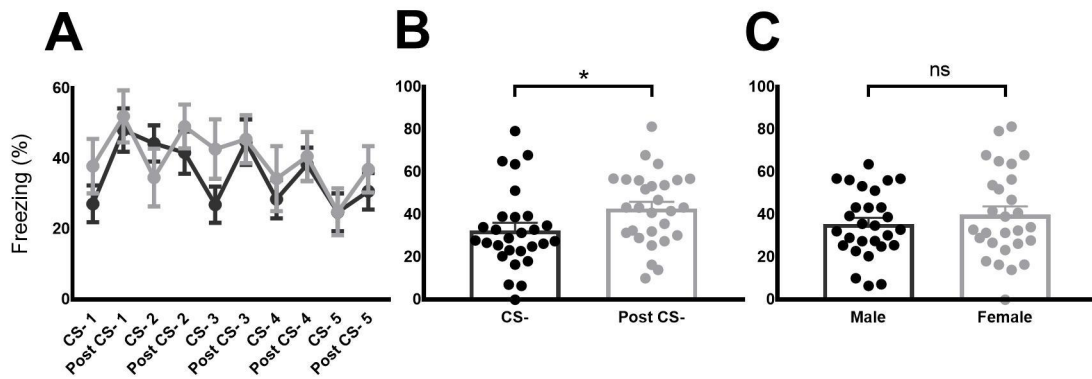 A
Freezing (%)
60
40
20
0
CS- 1
Post CS- 1
CS- 2
Post CS- 2
CS- 3
Post CS- 3
CS- 4
Post CS- 4
CS- 5
Post CS- 5
B
100
80
60
40
20
0
*
CS-
Post CS-
C
100
80
60
40
20
0
ns
Male
Female